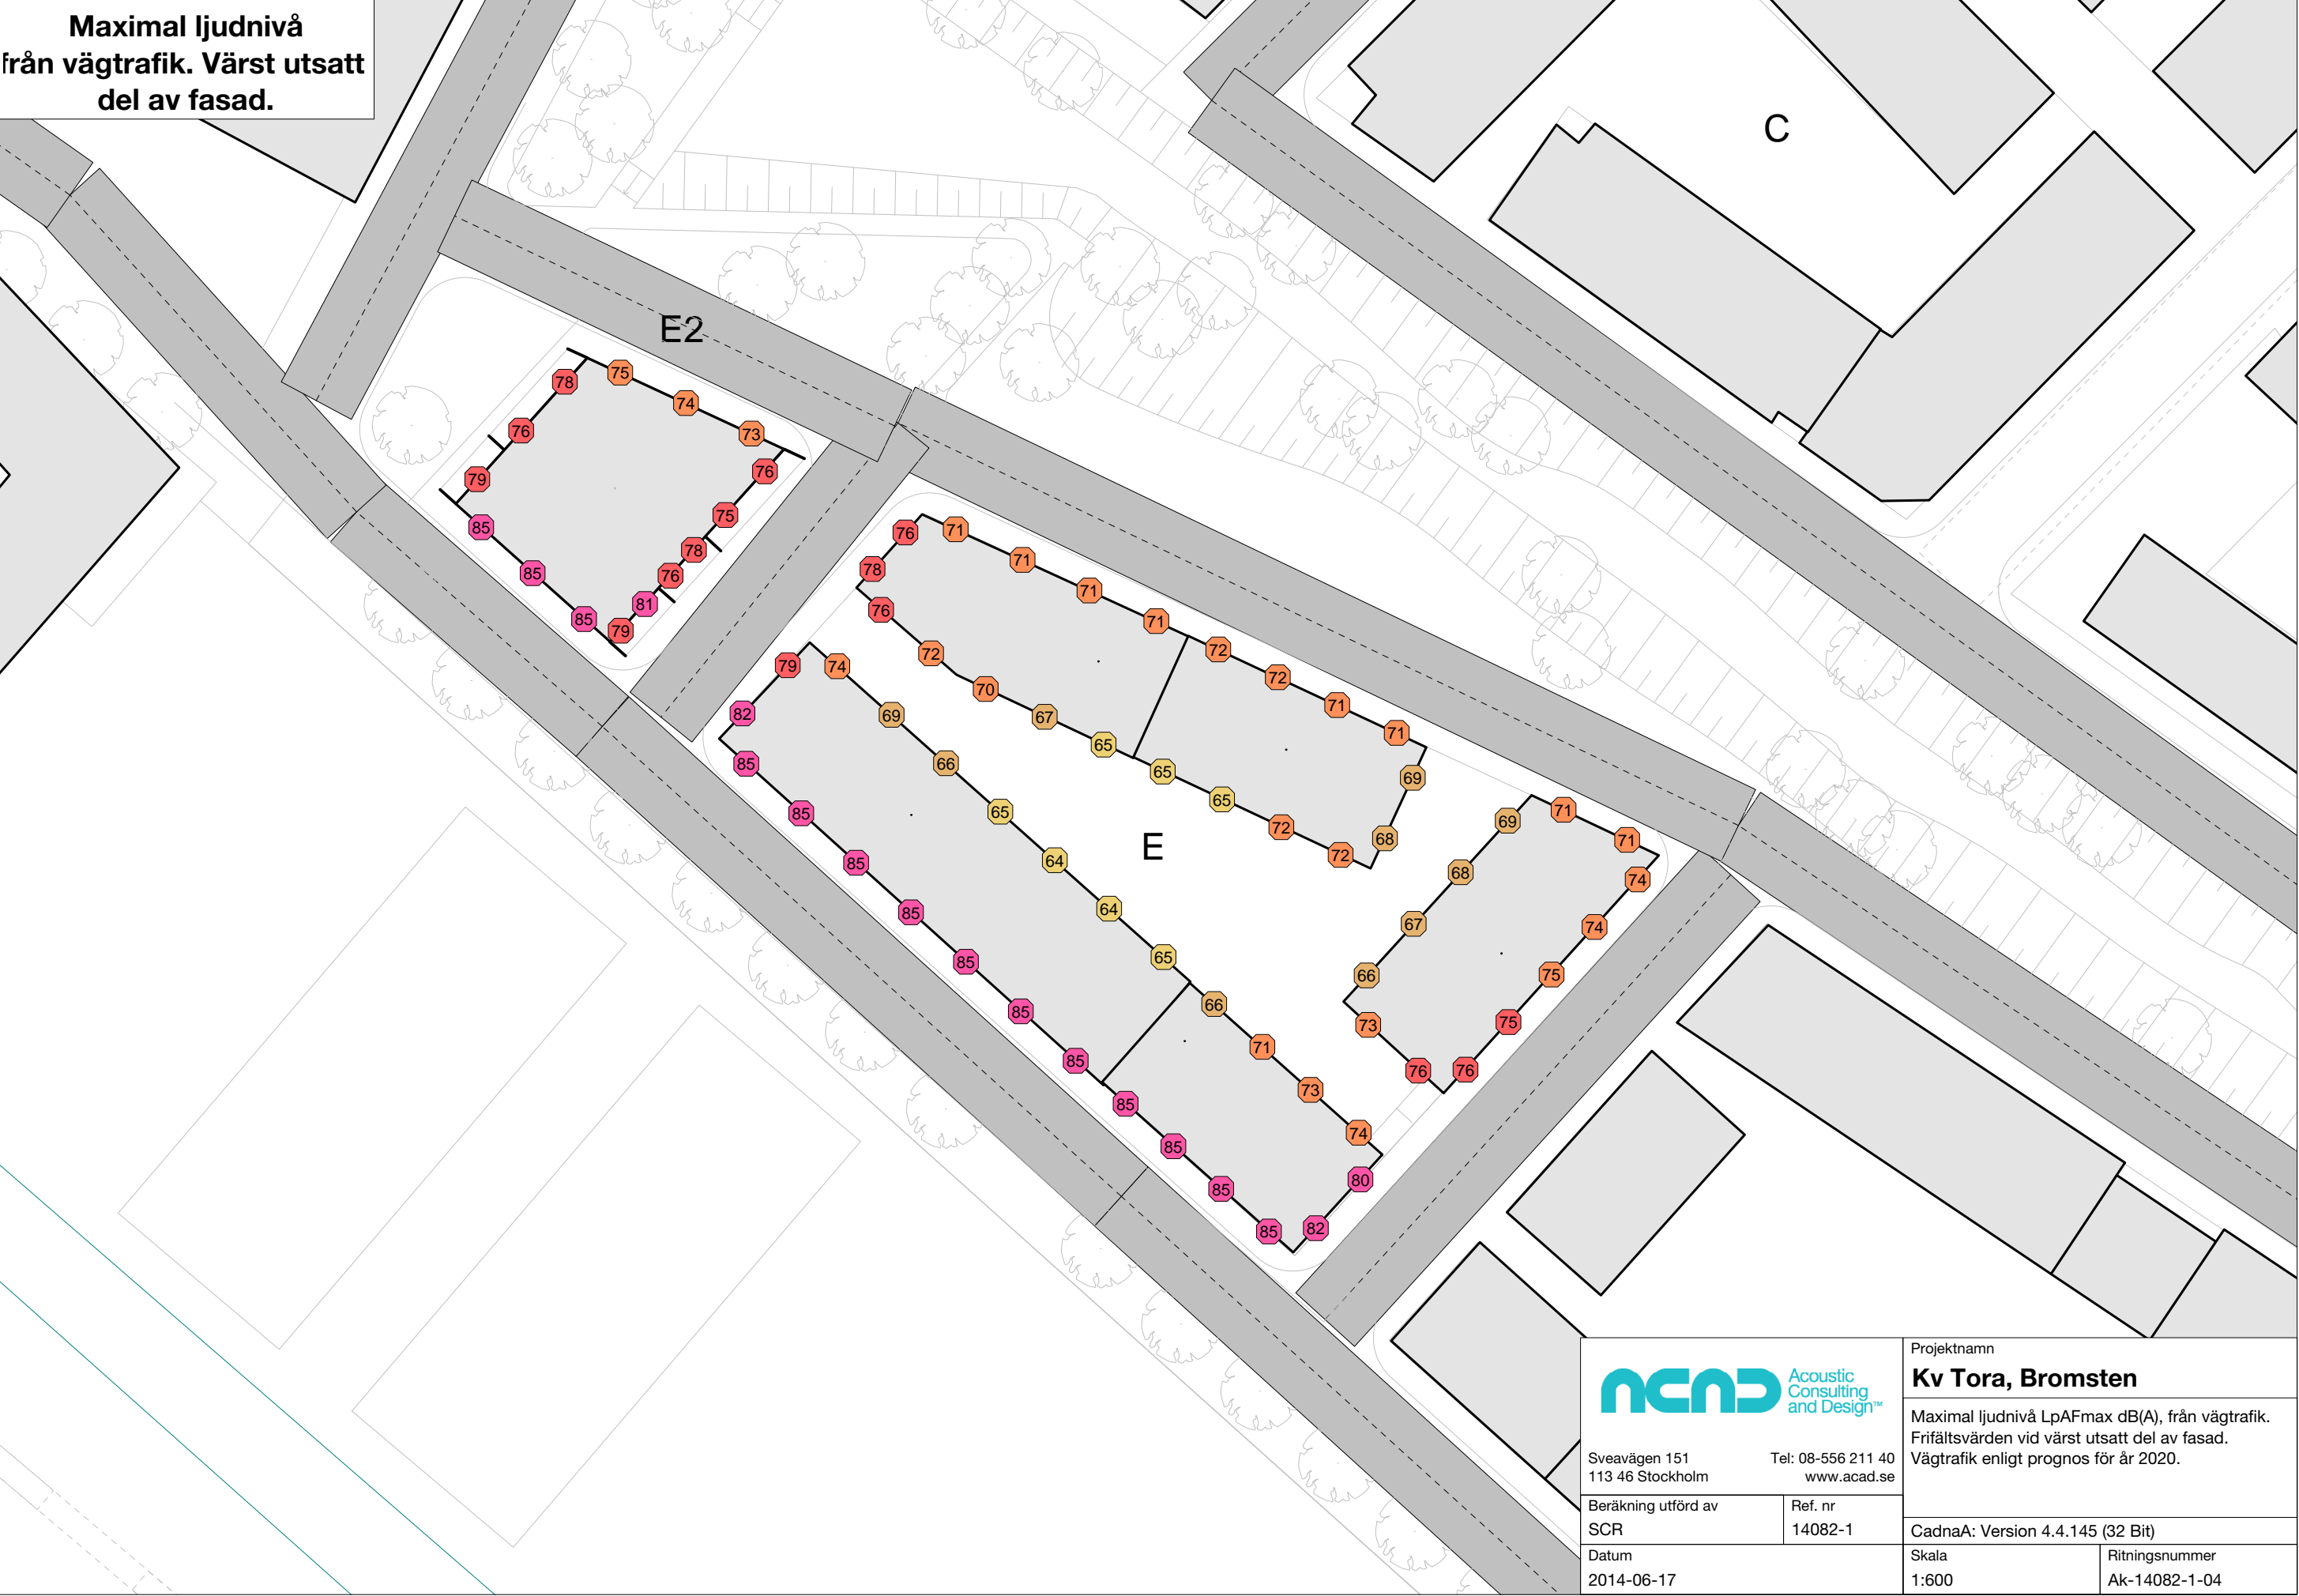 Maximal ljudnivå
från vägtrafik. Värst utsatt
del av fasad.
C
E2
75
78
74
73
76
76
79
75
85
78
85
76
81
85
79
76
71
71
78
71
76
71
72
72
72
70
71
67
71
65
69
65
65
72
68
72
79
74
82
69
85
66
85
65
85
64
E
85
64
85
65
85
66
85
71
85
73
85
74
85
80
85
82
71
69
71
74
68
74
67
75
66
75
73
76
76
acad
Acoustic
Consulting
and Design™
Sveavägen 151
113 46 Stockholm
Tel: 08-556 211 40
www.acad.se
Beräkning utförd av
SCR
Ref. nr
14082-1
Datum
2014-06-17
Projektnamn
Kv Tora, Bromsten
Maximal ljudnivå LpAFmax dB(A), från vägtrafik.
Frifältsvärden vid värst utsatt del av fasad.
Vägtrafik enligt prognos för år 2020.
CadnaA: Version 4.4.145 (32 Bit)
Skala
1:600
Ritningsnummer
Ak-14082-1-04